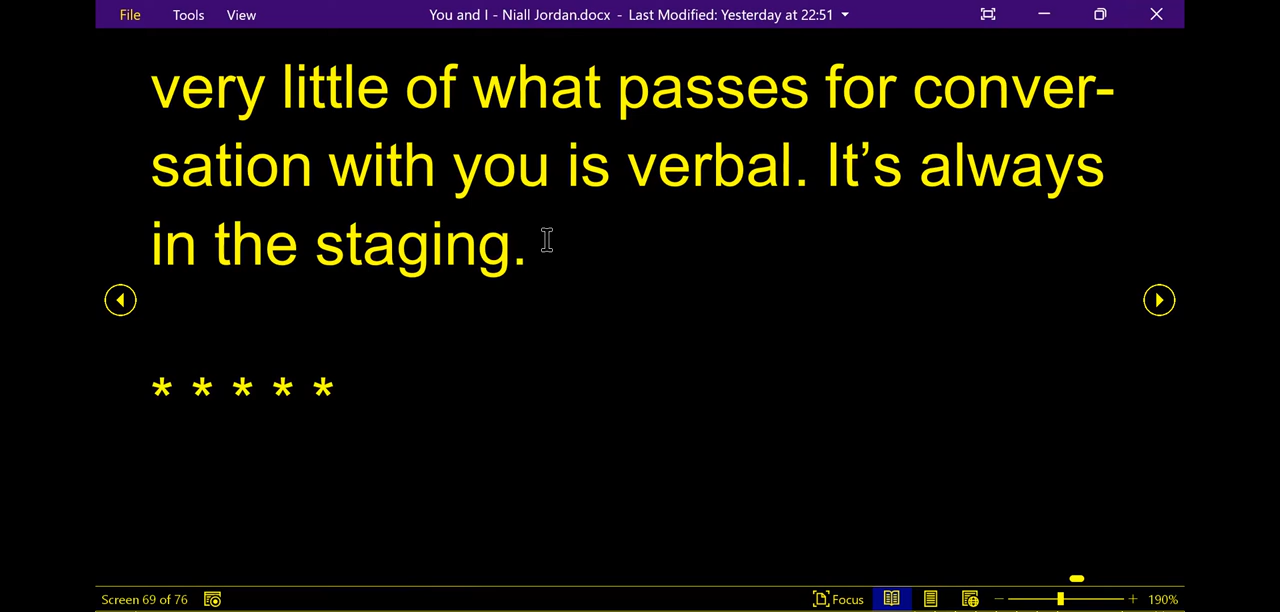 File Tools View You and I - Niall Jordan.docx - Last Modified: Yesterday at 22:51
very little of what passes for conver-
sation with you is verbal. It’s always
in the staging.
* * * * *
Screen 69 of 76 Focus 190%